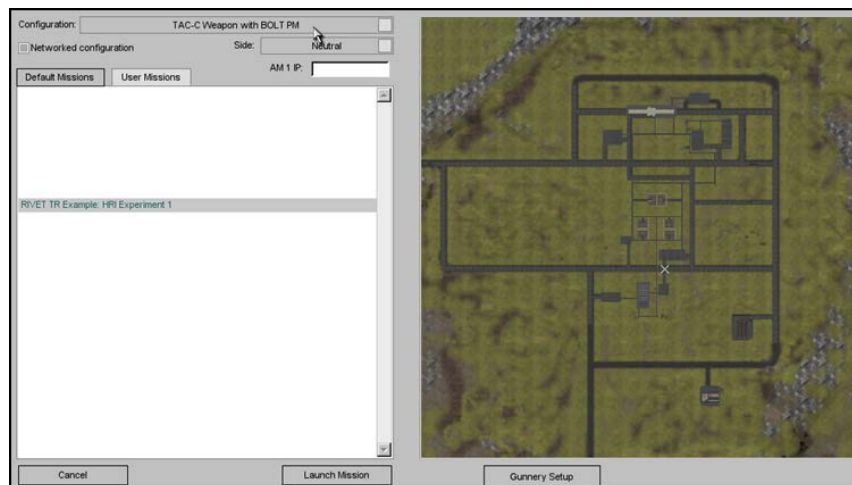 Configuration: TAC-C Weapon with BOLT PM
Networked configuration Side: Neutral
AM 1 IP:
Default Missions User Missions
RIVET TR Example: HRI Experiment 1
Cancel Launch Mission Gunnery Setup